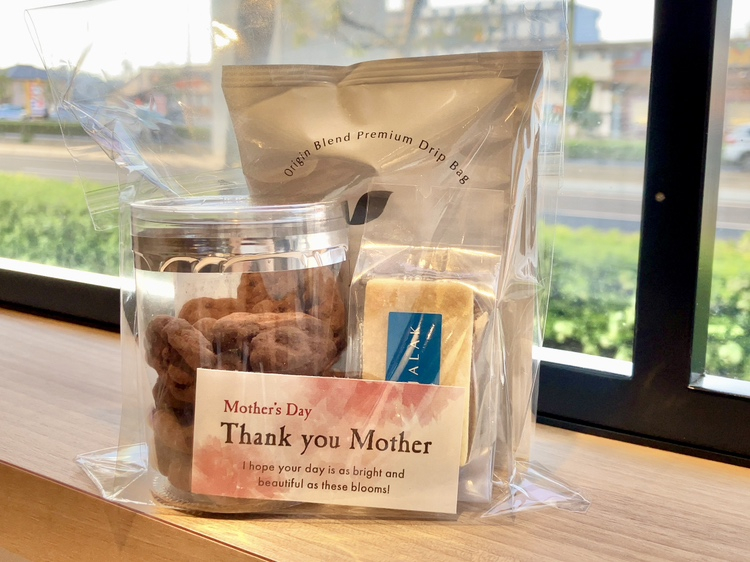 Origin Blend Premium Drip Bag
Mother's Day
Thank you Mother
I hope your day is as bright and
beautiful as these blooms!